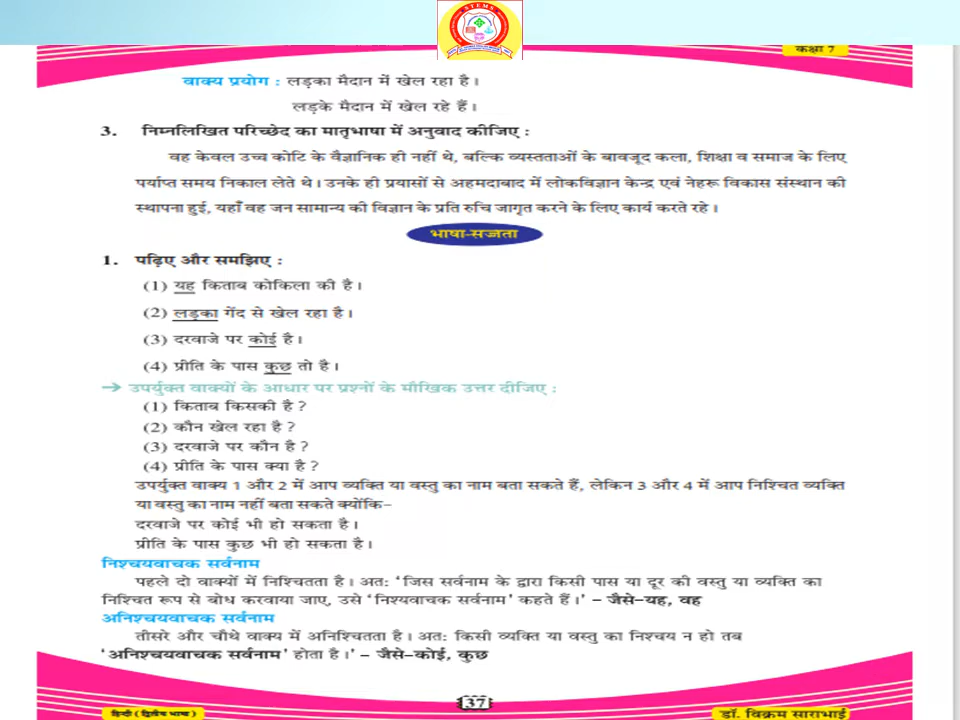 कक्षा 7
वाक्य प्रयोग : लड़का मैदान में खेल रहा है।
लड़के मैदान में खेल रहे हैं।
3. निम्नलिखित परिच्छेद का मातृभाषा में अनुवाद कीजिए :
वह केवल उच्च कोटि के वैज्ञानिक ही नहीं थे, बल्कि व्यस्तताओं के बावजूद कला, शिक्षा व समाज के लिए
पर्याप्त समय निकाल लेते थे। उनके ही प्रयासों से अहमदाबाद में लोकविज्ञान केन्द्र एवं नेहरू विकास संस्थान की
स्थापना हुई, यहाँ वह जन सामान्य की विज्ञान के प्रति रुचि जागृत करने के लिए कार्य करते रहे।
भाषा-सज्जता
1. पढ़िए और समझिए :
(1) यह किताब कोकिला की है।
(2) लड़का गेंद से खेल रहा है।
(3) दरवाजे पर कोई है।
(4) प्रीति के पास कुछ तो है।
→ उपर्युक्त वाक्यों के आधार पर प्रश्नों के मौखिक उत्तर दीजिए :
(1) किताब किसकी है ?
(2) कौन खेल रहा है ?
(3) दरवाजे पर कौन है ?
(4) प्रीति के पास क्या है ?
उपर्युक्त वाक्य 1 और 2 में आप व्यक्ति या वस्तु का नाम बता सकते हैं, लेकिन 3 और 4 में आप निश्चित व्यक्ति
या वस्तु का नाम नहीं बता सकते क्योंकि-
दरवाजे पर कोई भी हो सकता है।
प्रीति के पास कुछ भी हो सकता है।
निश्चयवाचक सर्वनाम
पहले दो वाक्यों में निश्चितता है। अतः 'जिस सर्वनाम के द्वारा किसी पास या दूर की वस्तु या व्यक्ति का
निश्चित रूप से बोध करवाया जाए, उसे 'निश्यवाचक सर्वनाम' कहते हैं।' - जैसे-यह, वह
अनिश्चयवाचक सर्वनाम
तीसरे और चौथे वाक्य में अनिश्चितता है। अतः किसी व्यक्ति या वस्तु का निश्चय न हो तब
'अनिश्चयवाचक सर्वनाम' होता है।' - जैसे-कोई, कुछ
हिन्दी (द्वितीय भाषा)
37
डॉ. विक्रम साराभाई